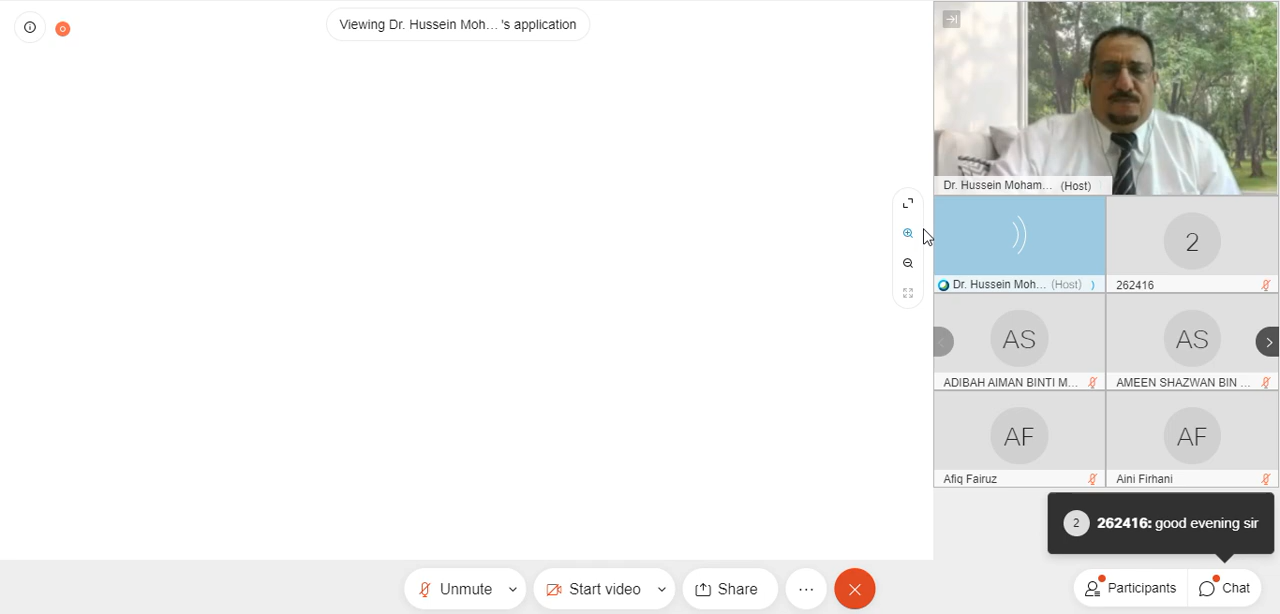 Viewing Dr. Hussein Moh... 's application
Dr. Hussein Moham... (Host)
Dr. Hussein Moh... (Host)
2
262416
AS
ADIBAH AIMAN BINTI M...
AS
AMEEN SHAZWAN BIN ...
AF
Afiq Fairuz
AF
Aini Firhani
2 262416: good evening sir
Unmute
Start video
Share
Participants
Chat